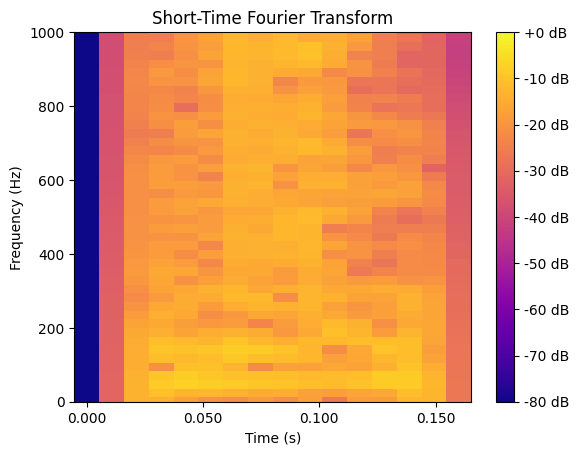 Short-Time Fourier Transform
Frequency (Hz)
1000
800
600
400
200
0
0.000
0.050
0.100
0.150
Time (s)
+0 dB
-10 dB
-20 dB
-30 dB
-40 dB
-50 dB
-60 dB
-70 dB
-80 dB